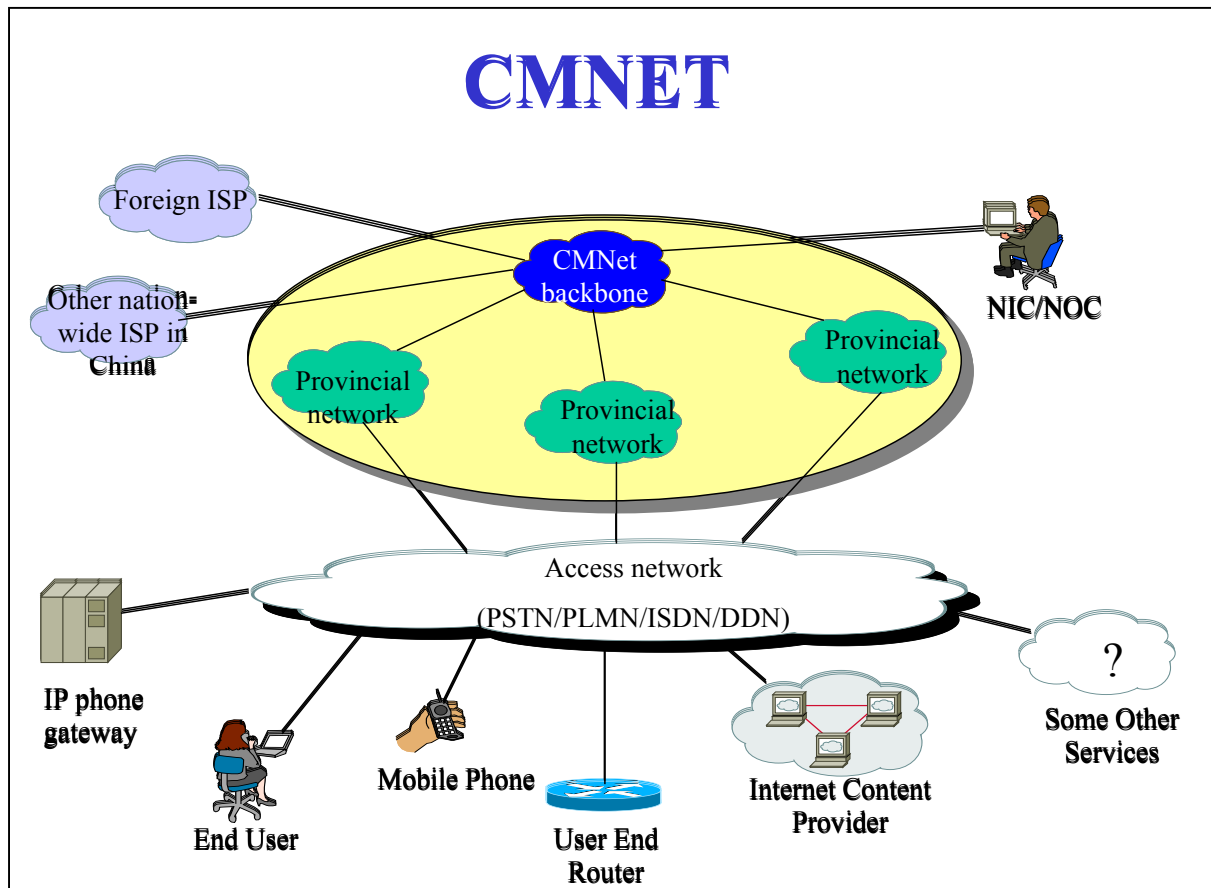 CMNET
Foreign ISP
CMNet
backbone
NIC/NOC
Other nation-
wide ISP in
China
Provincial
network
Provincial
network
Provincial
network
Access network
(PSTN/PLMN/ISDN/DDN)
IP phone
gateway
End User
Mobile Phone
User End
Router
Internet Content
Provider
?
Some Other
Services